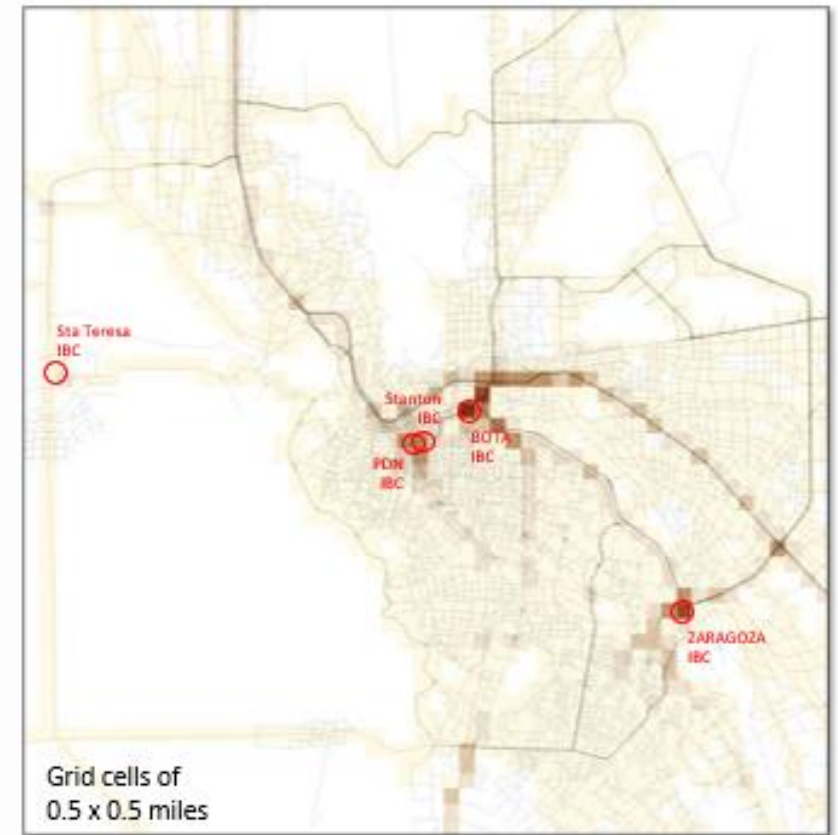 Sta Teresa
IBC
Stanton
IBC
BOTA
IBC
PDN
IBC
ZARAGOZA
IBC
Grid cells of
0.5 x 0.5 miles